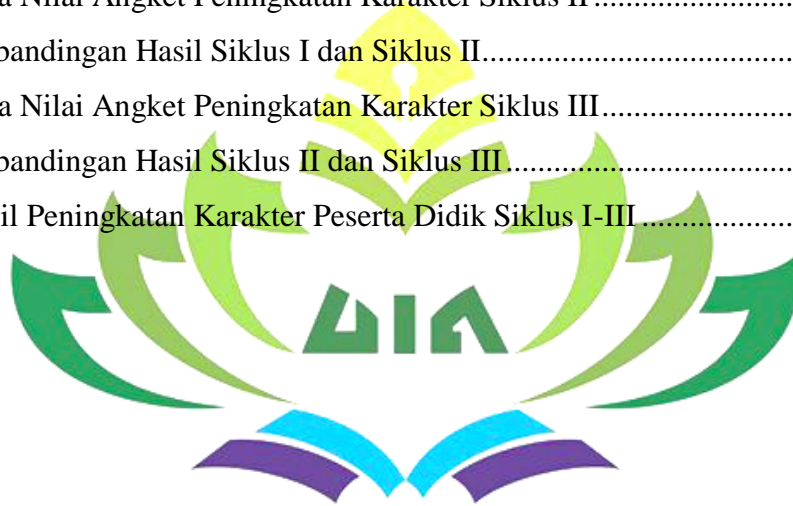 a Nilai Angket Peningkatan Karakter Siklus II
bandingan Hasil Siklus I dan Siklus II
a Nilai Angket Peningkatan Karakter Siklus III
bandingan Hasil Siklus II dan Siklus III
il Peningkatan Karakter Peserta Didik Siklus I-III
UIN